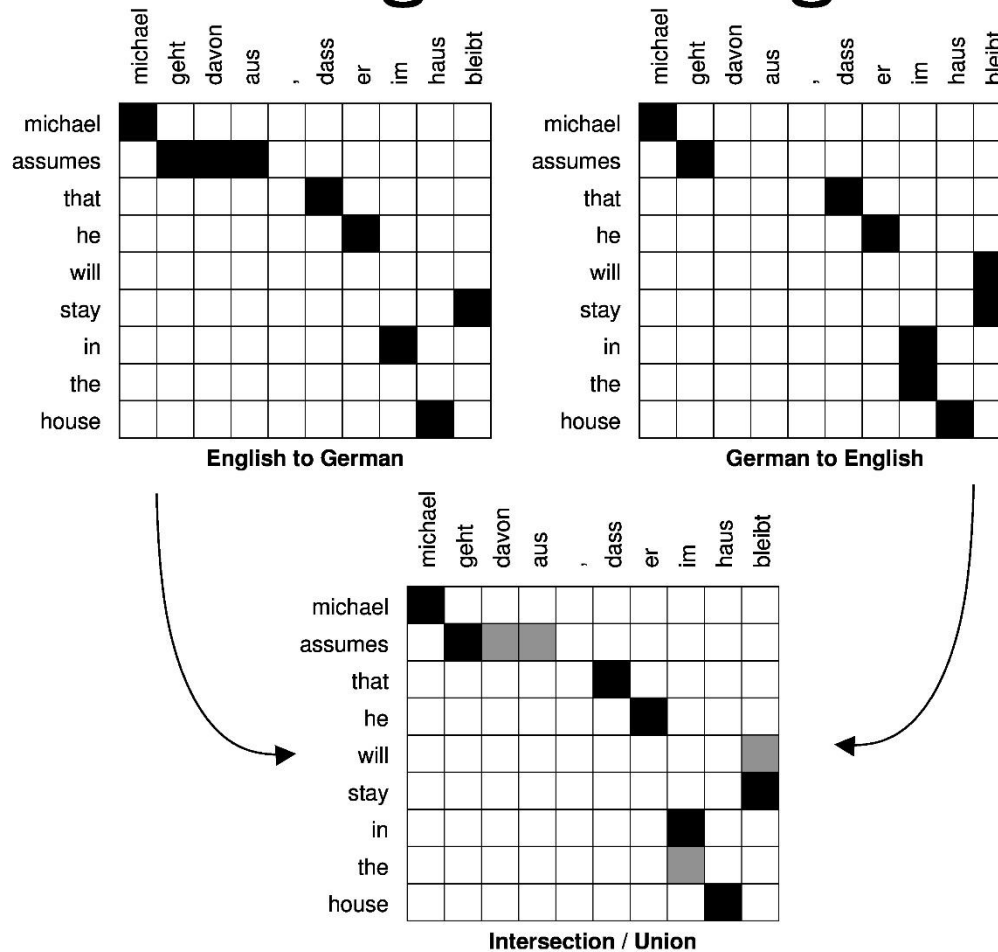 michael geht davon aus , dass er im haus bleibt
michael
assumes
that
he
will
stay
in
the
house
English to German
michael geht davon aus , dass er im haus bleibt
michael
assumes
that
he
will
stay
in
the
house
German to English
michael geht davon aus , dass er im haus bleibt
michael
assumes
that
he
will
stay
in
the
house
Intersection / Union